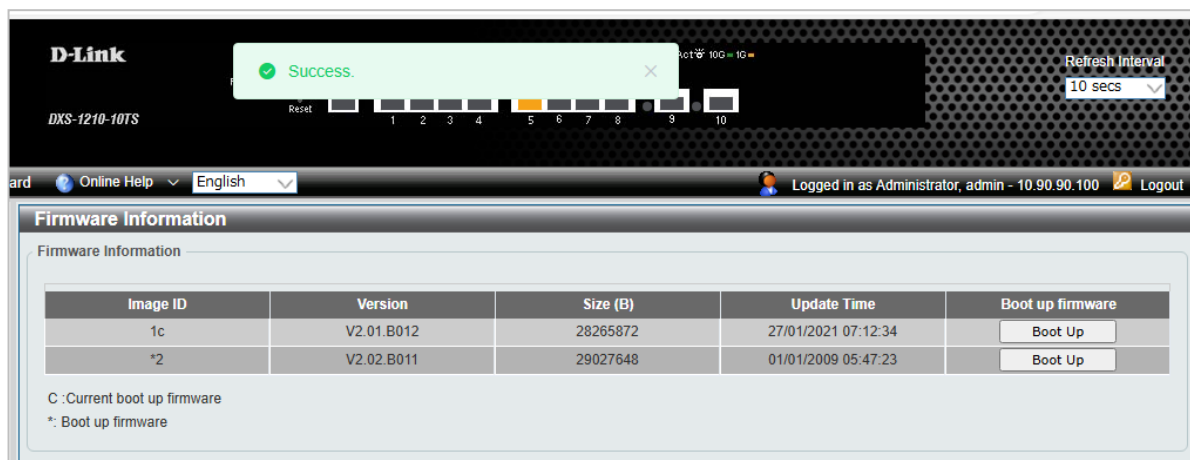 D-Link
Success.
Act 10G 1G
Refresh Interval
10 secs
Reset
DXS-1210-10TS
1 2 3 4 5 6 7 8 9 10
ard Online Help English Logged in as Administrator, admin - 10.90.90.100 Logout
Firmware Information
Firmware Information
Image ID Version Size (B) Update Time Boot up firmware
1c V2.01.B012 28265872 27/01/2021 07:12:34 Boot Up
*2 V2.02.B011 29027648 01/01/2009 05:47:23 Boot Up
C :Current boot up firmware
*: Boot up firmware